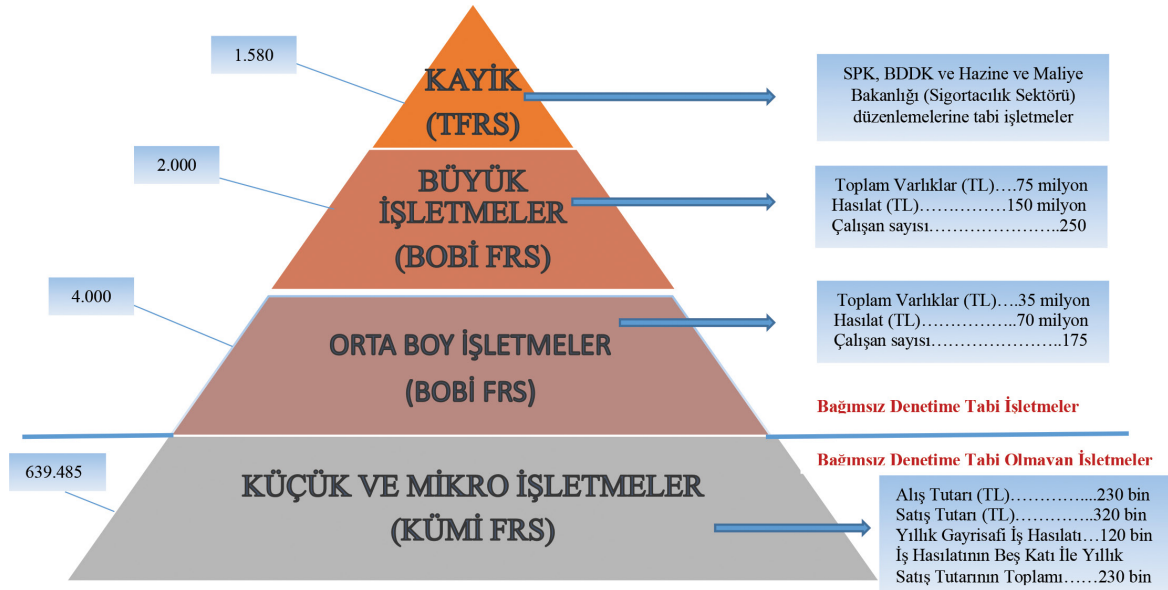 1.580
KAYİK
(TFRS)
SPK, BDDK ve Hazine ve Maliye
Bakanlığı (Sigortacılık Sektörü)
düzenlemelerine tabi işletmeler
2.000
BÜYÜK
İŞLETMELER
(BOBİ FRS)
Toplam Varlıklar (TL)….75 milyon
Hasılat (TL)……………150 milyon
Çalışan sayısı…………………..250
4.000
ORTA BOY İŞLETMELER
(BOBİ FRS)
Toplam Varlıklar (TL)….35 milyon
Hasılat (TL)……………..70 milyon
Çalışan sayısı…………………..175
Bağımsız Denetime Tabi İşletmeler
Bağımsız Denetime Tabi Olmayan İşletmeler
639.485
KÜÇÜK VE MİKRO İŞLETMELER
(KÜMİ FRS)
Alış Tutarı (TL)…………....230 bin
Satış Tutarı (TL)…………..320 bin
Yıllık Gayrisafi İş Hasılatı…120 bin
İş Hasılatının Beş Katı İle Yıllık
Satış Tutarının Toplamı……230 bin